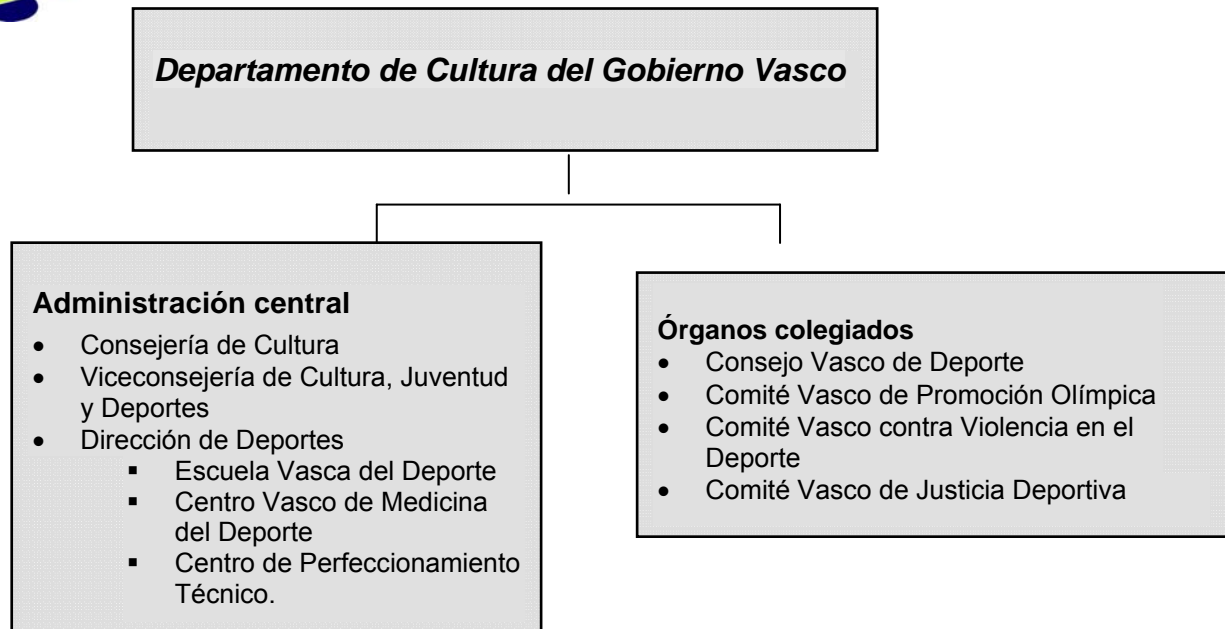 Departamento de Cultura del Gobierno Vasco
Administración central
• Consejería de Cultura
• Viceconsejería de Cultura, Juventud
y Deportes
• Dirección de Deportes
▪ Escuela Vasca del Deporte
▪ Centro Vasco de Medicina
del Deporte
▪ Centro de Perfeccionamiento
Técnico.
Órganos colegiados
• Consejo Vasco de Deporte
• Comité Vasco de Promoción Olímpica
• Comité Vasco contra Violencia en el
Deporte
• Comité Vasco de Justicia Deportiva